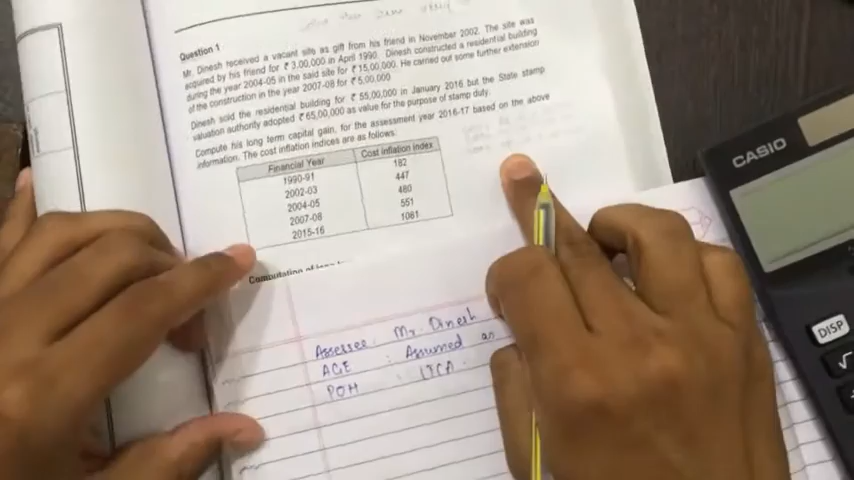 Question 1
Mr. Dinesh received a vacant site as gift from his friend in November 2002. The site was
acquired by his friend for ₹ 3,00,000 in April 1990. Dinesh constructed a residential building
during the year 2004-05 in the said site for ₹ 15,00,000. He carried out some further extension
of the construction in the year 2007-08 for ₹ 5,00,000
Dinesh sold the residential building for ₹ 55,00,000 in January 2016 but the State stamp
valuation authority adopted ₹ 65,00,000 as value for the purpose of stamp duty.
Compute his long term capital gain, for the assessment year 2016-17 based on the above
information. The cost inflation indices are as follows:
Financial Year Cost Inflation Index
1990-91 182
2002-03 447
2004-05 480
2007-08 551
2015-16 1081
Computation of
Assessee: Mr. Dinesh
AGE : Assumed as
POH : LTCA.
CASIO
DISP
√